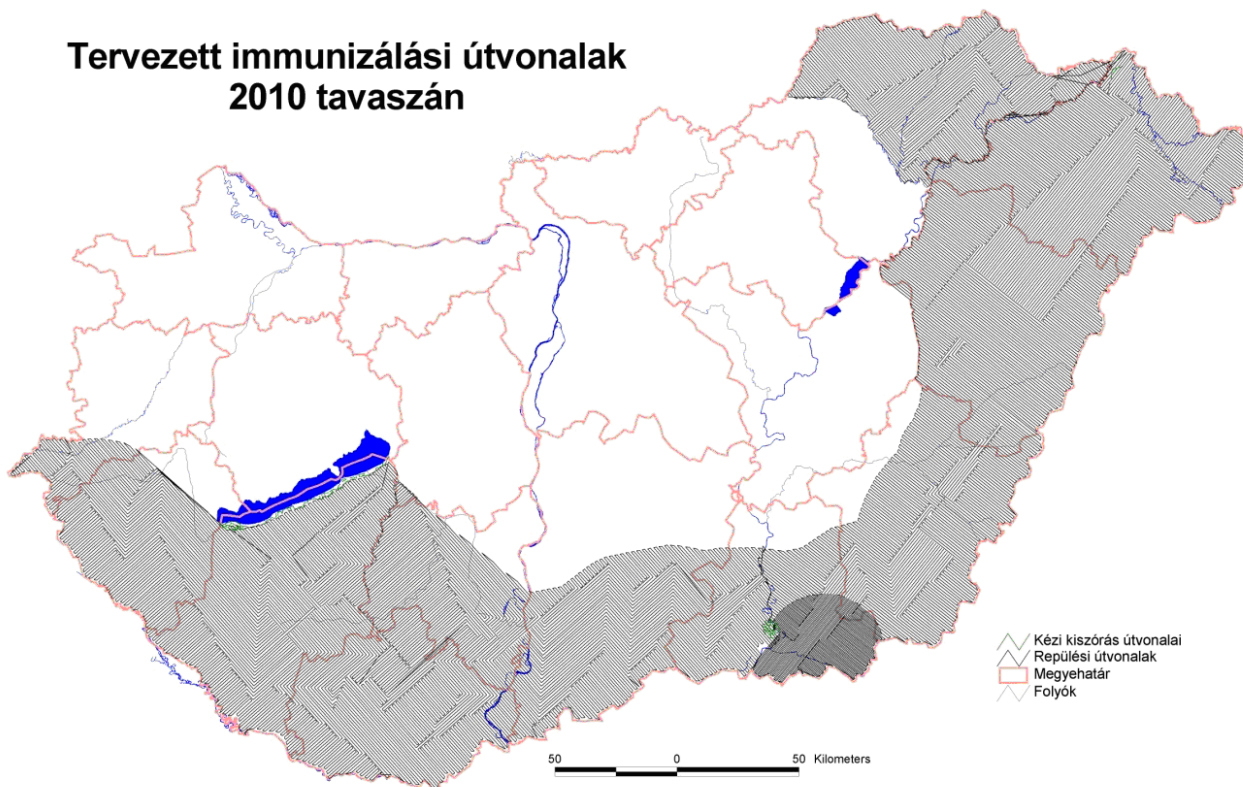 Tervezett immunizálási útvonalak
2010 tavaszán
Kézi kiszórás útvonalai
Repülési útvonalak
Megyehatár
Folyók
50 0 50 Kilometers